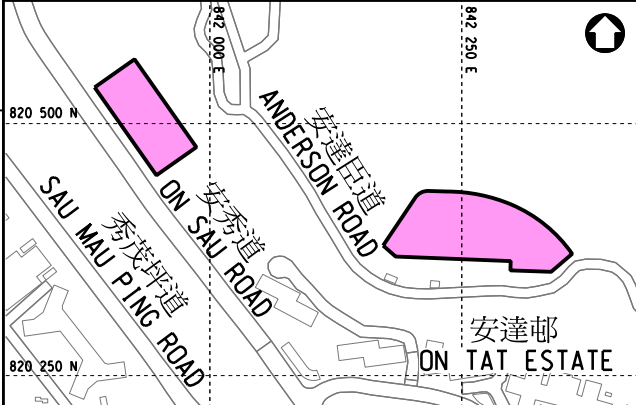 842 000 E
842 250 E
820 500 N
安達臣道
ANDERSON ROAD
安秀道
ON SAU ROAD
秀茂坪道
SAU MAU PING ROAD
安達邨
ON TAT ESTATE
820 250 N